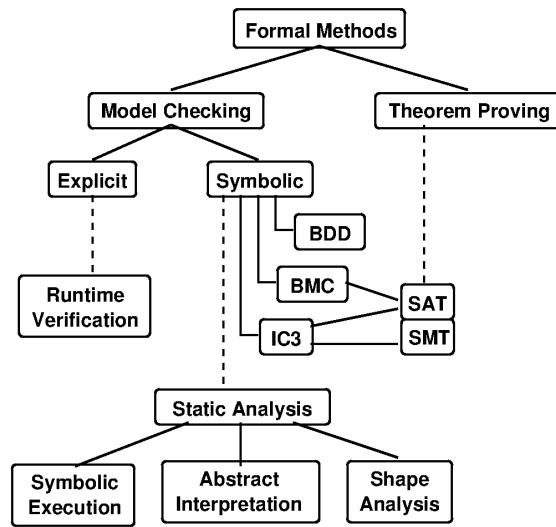 Formal Methods
Model Checking
Theorem Proving
Explicit
Symbolic
BDD
Runtime
Verification
BMC
SAT
IC3
SMT
Static Analysis
Symbolic
Execution
Abstract
Interpretation
Shape
Analysis